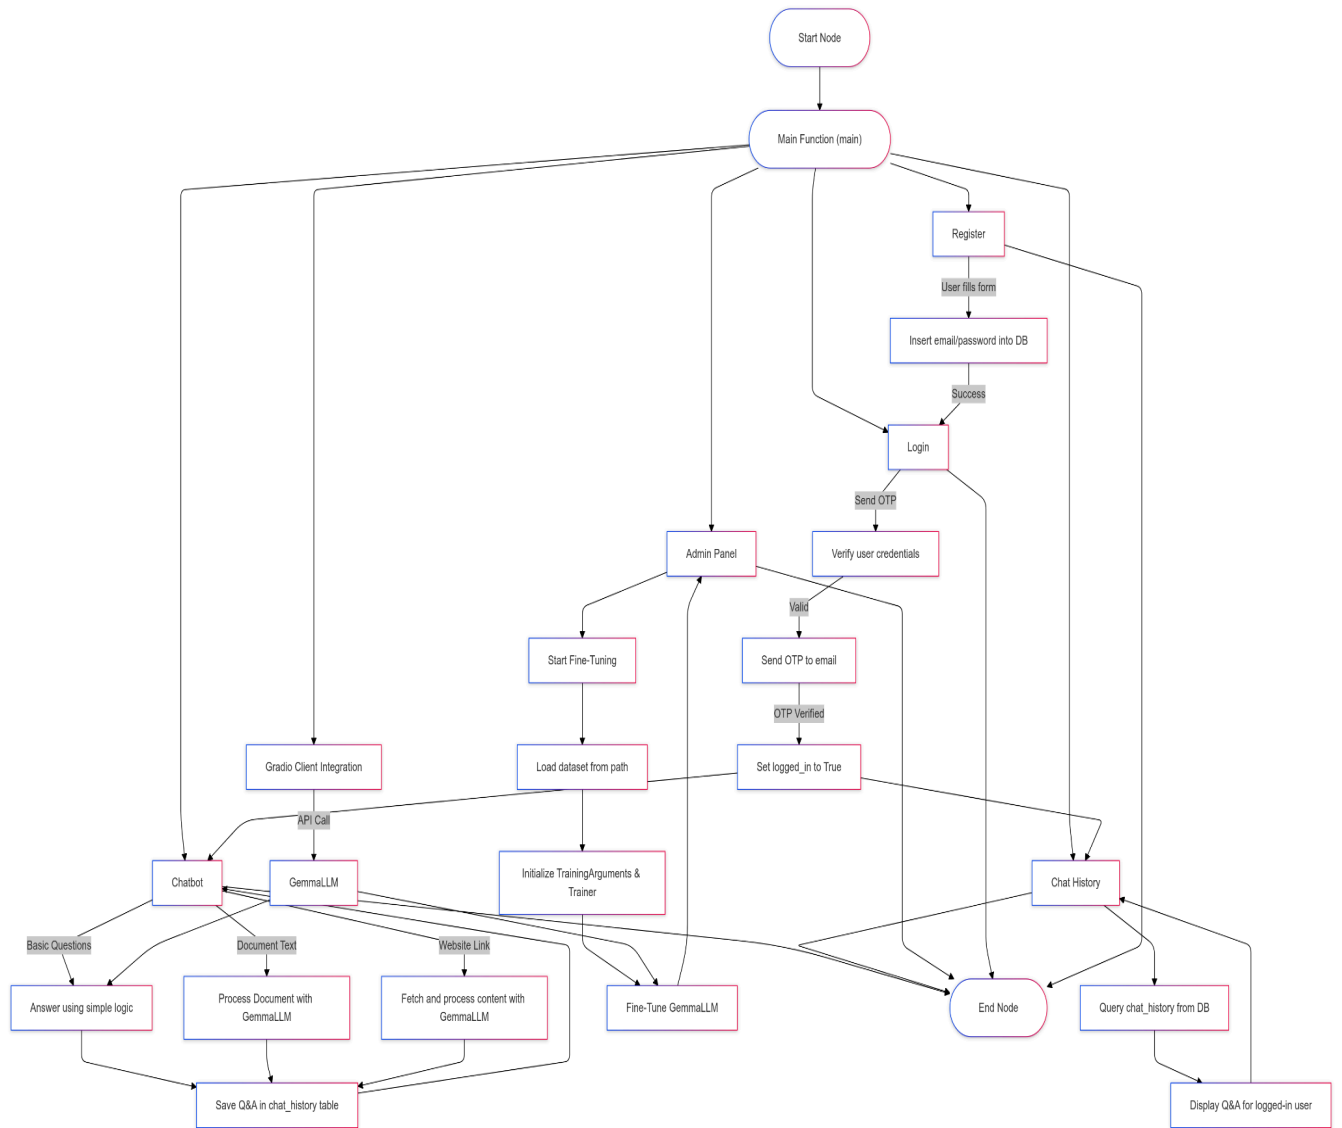 Start Node
Main Function (main)
Register
User fills form
Insert email/password into DB
Success
Login
Send OTP
Admin Panel
Verify user credentials
Valid
Start Fine-Tuning
Send OTP to email
OTP Verified
Gradio Client Integration
Load dataset from path
Set logged_in to True
API Call
Chatbot
GemmaLLM
Initialize TrainingArguments &
Trainer
Chat History
Basic Questions
Document Text
Website Link
Answer using simple logic
Process Document with
GemmaLLM
Fetch and process content with
GemmaLLM
Fine-Tune GemmaLLM
End Node
Query chat_history from DB
Save Q&A in chat_history table
Display Q&A for logged-in user